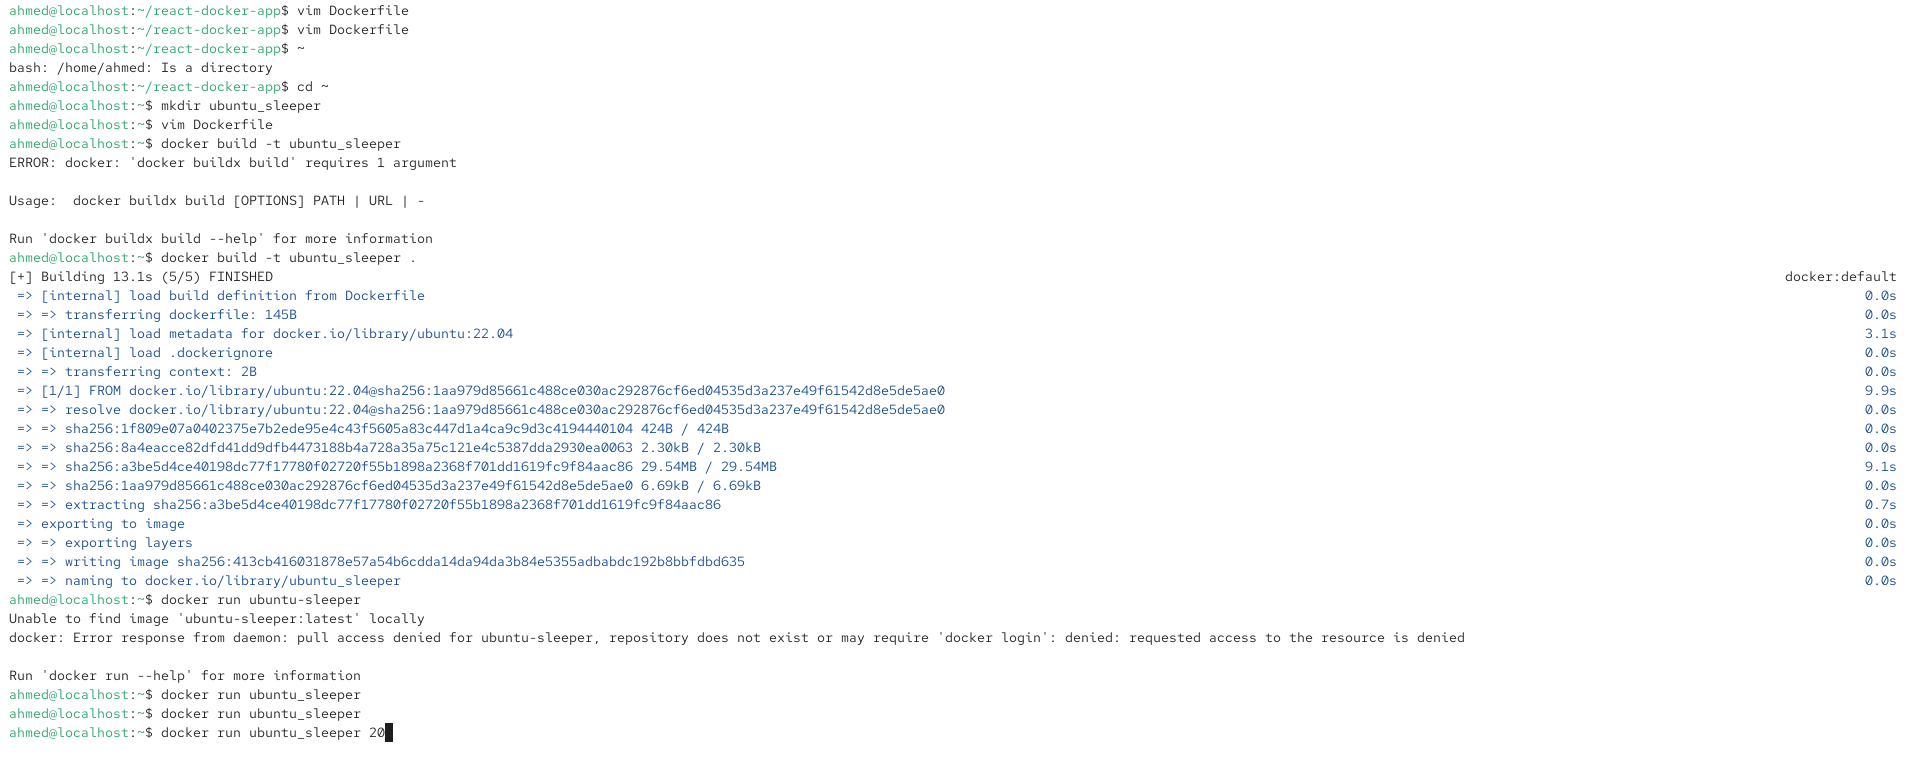 ahmed@localhost:~/react-docker-app$ vim Dockerfile
ahmed@localhost:~/react-docker-app$ vim Dockerfile
ahmed@localhost:~/react-docker-app$ ~
bash: /home/ahmed: Is a directory
ahmed@localhost:~/react-docker-app$ cd ~
ahmed@localhost:~$ mkdir ubuntu_sleeper
ahmed@localhost:~$ vim Dockerfile
ahmed@localhost:~$ docker build -t ubuntu_sleeper
ERROR: docker: 'docker buildx build' requires 1 argument

Usage:  docker buildx build [OPTIONS] PATH | URL | -

Run 'docker buildx build --help' for more information
ahmed@localhost:~$ docker build -t ubuntu_sleeper .
[+] Building 13.1s (5/5) FINISHED docker:default
 => [internal] load build definition from Dockerfile 0.0s
 => => transferring dockerfile: 145B 0.0s
 => [internal] load metadata for docker.io/library/ubuntu:22.04 3.1s
 => [internal] load .dockerignore 0.0s
 => => transferring context: 2B 0.0s
 => [1/1] FROM docker.io/library/ubuntu:22.04@sha256:1aa979d85661c488ce030ac292876cf6ed04535d3a237e49f61542d8e5de5ae0 9.9s
 => => resolve docker.io/library/ubuntu:22.04@sha256:1aa979d85661c488ce030ac292876cf6ed04535d3a237e49f61542d8e5de5ae0 0.0s
 => => sha256:1f809e07a0402375e7b2ede95e4c43f5605a83c447d1a4ca9c9d3c4194440104 424B / 424B 0.0s
 => => sha256:8a4eacce82dfd41dd9dfb4473188b4a728a35a75c121e4c5387dda2930ea0063 2.30kB / 2.30kB 0.0s
 => => sha256:a3be5d4ce40198dc77f17780f02720f55b1898a2368f701dd1619fc9f84aac86 29.54MB / 29.54MB 9.1s
 => => sha256:1aa979d85661c488ce030ac292876cf6ed04535d3a237e49f61542d8e5de5ae0 6.69kB / 6.69kB 0.0s
 => => extracting sha256:a3be5d4ce40198dc77f17780f02720f55b1898a2368f701dd1619fc9f84aac86 0.7s
 => exporting to image 0.0s
 => => exporting layers 0.0s
 => => writing image sha256:413cb416031878e57a54b6cdda14da94da3b84e5355adbabdc192b8bbfdbd635 0.0s
 => => naming to docker.io/library/ubuntu_sleeper 0.0s
ahmed@localhost:~$ docker run ubuntu-sleeper
Unable to find image 'ubuntu-sleeper:latest' locally
docker: Error response from daemon: pull access denied for ubuntu-sleeper, repository does not exist or may require 'docker login': denied: requested access to the resource is denied

Run 'docker run --help' for more information
ahmed@localhost:~$ docker run ubuntu_sleeper
ahmed@localhost:~$ docker run ubuntu_sleeper
ahmed@localhost:~$ docker run ubuntu_sleeper 20